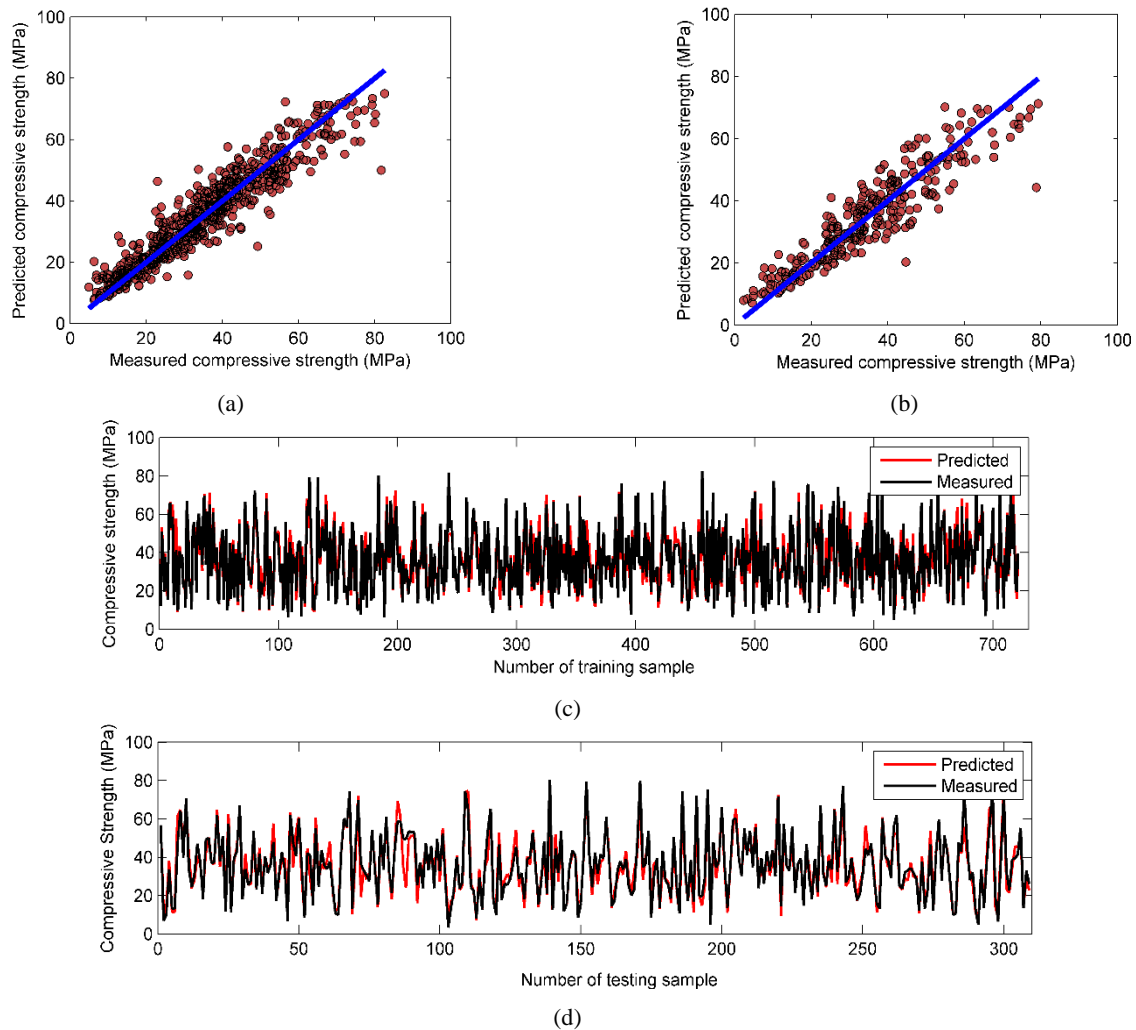 100
80
60
40
20
0
Predicted compressive strength (MPa)
0 20 40 60 80 100
Measured compressive strength (MPa)
(a)
100
80
60
40
20
0
Predicted compressive strength (MPa)
0 20 40 60 80 100
Measured compressive strength (MPa)
(b)
100
80
60
40
20
0
Compressive strength (MPa)
Predicted
Measured
0 100 200 300 400 500 600 700
Number of training sample
(c)
100
80
60
40
20
0
Compressive Strength (MPa)
Predicted
Measured
0 50 100 150 200 250 300
Number of testing sample
(d)